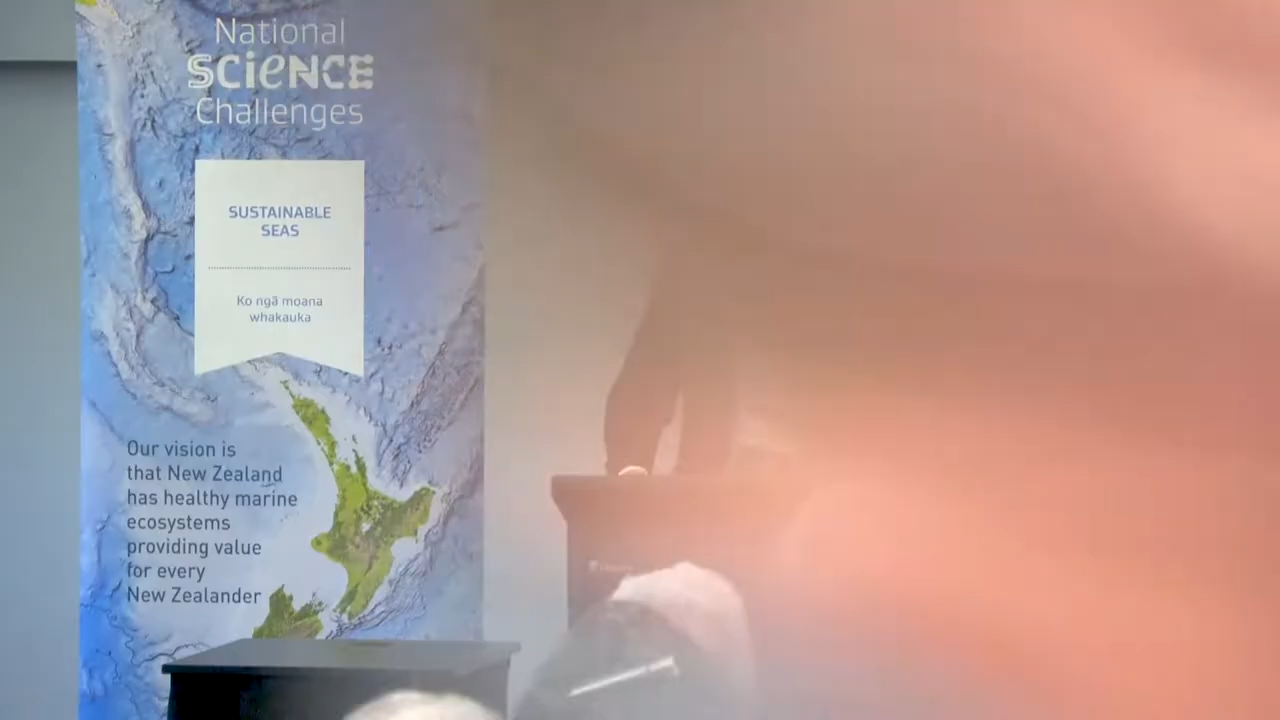 National
SCIENCE
Challenges
SUSTAINABLE
SEAS
Ko ngā moana
whakauka
Our vision is
that New Zealand
has healthy marine
ecosystems
providing value
for every
New Zealander